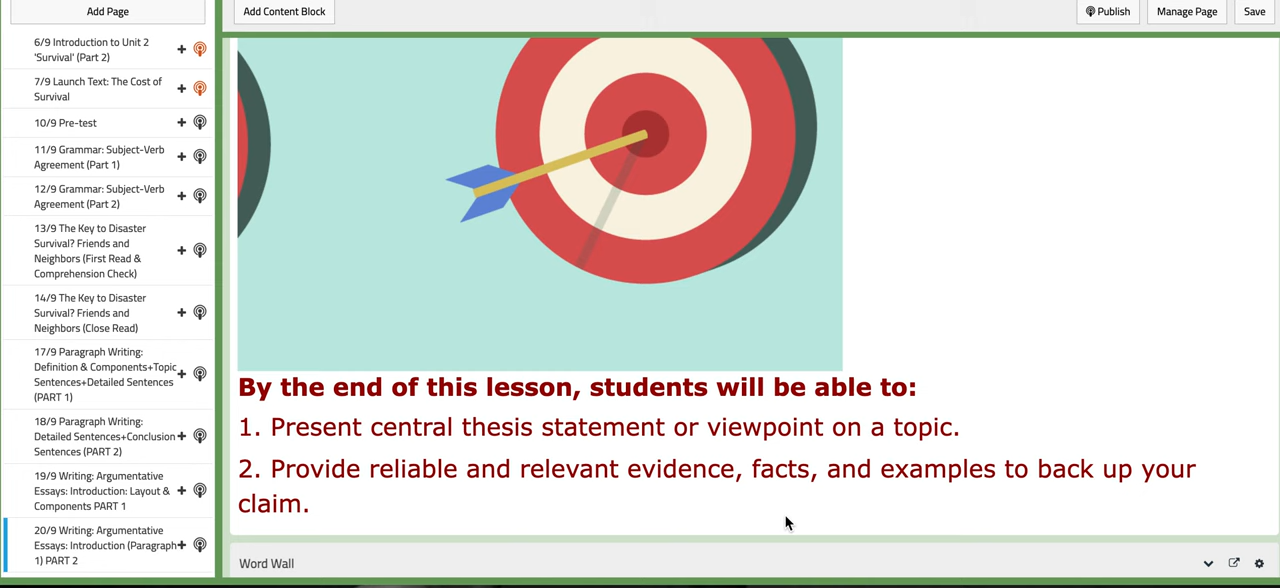 Add Page
6/9 Introduction to Unit 2
'Survival' (Part 2)
7/9 Launch Text: The Cost of
Survival
10/9 Pre-test
11/9 Grammar: Subject-Verb
Agreement (Part 1)
12/9 Grammar: Subject-Verb
Agreement (Part 2)
13/9 The Key to Disaster
Survival? Friends and
Neighbors (First Read &
Comprehension Check)
14/9 The Key to Disaster
Survival? Friends and
Neighbors (Close Read)
17/9 Paragraph Writing:
Definition & Components+Topic
Sentences+Detailed Sentences
(PART 1)
18/9 Paragraph Writing:
Detailed Sentences+Conclusion
Sentences (PART 2)
19/9 Writing: Argumentative
Essays: Introduction: Layout &
Components PART 1
20/9 Writing: Argumentative
Essays: Introduction (Paragraph
1) PART 2
Add Content Block
Publish
Manage Page
Save
By the end of this lesson, students will be able to:
1. Present central thesis statement or viewpoint on a topic.
2. Provide reliable and relevant evidence, facts, and examples to back up your
claim.
Word Wall